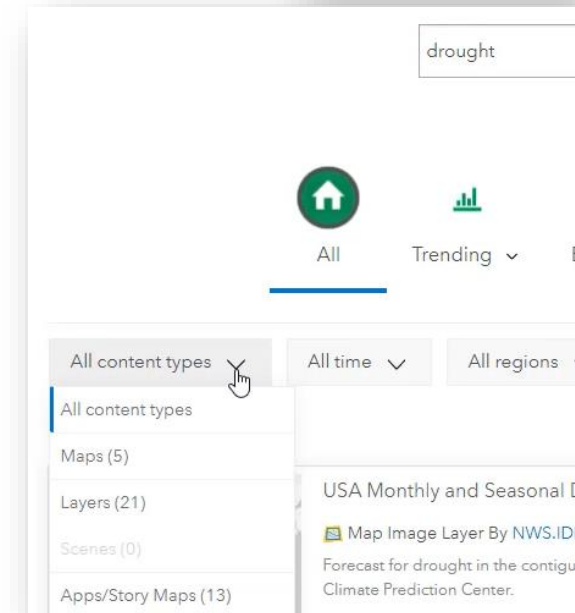 drought
All
Trending
All content types
All time
All regions
All content types
Maps (5)
Layers (21)
Scenes (0)
Apps/Story Maps (13)
USA Monthly and Seasonal
Map Image Layer By NWS.
Forecast for drought in the
Climate Prediction Center.